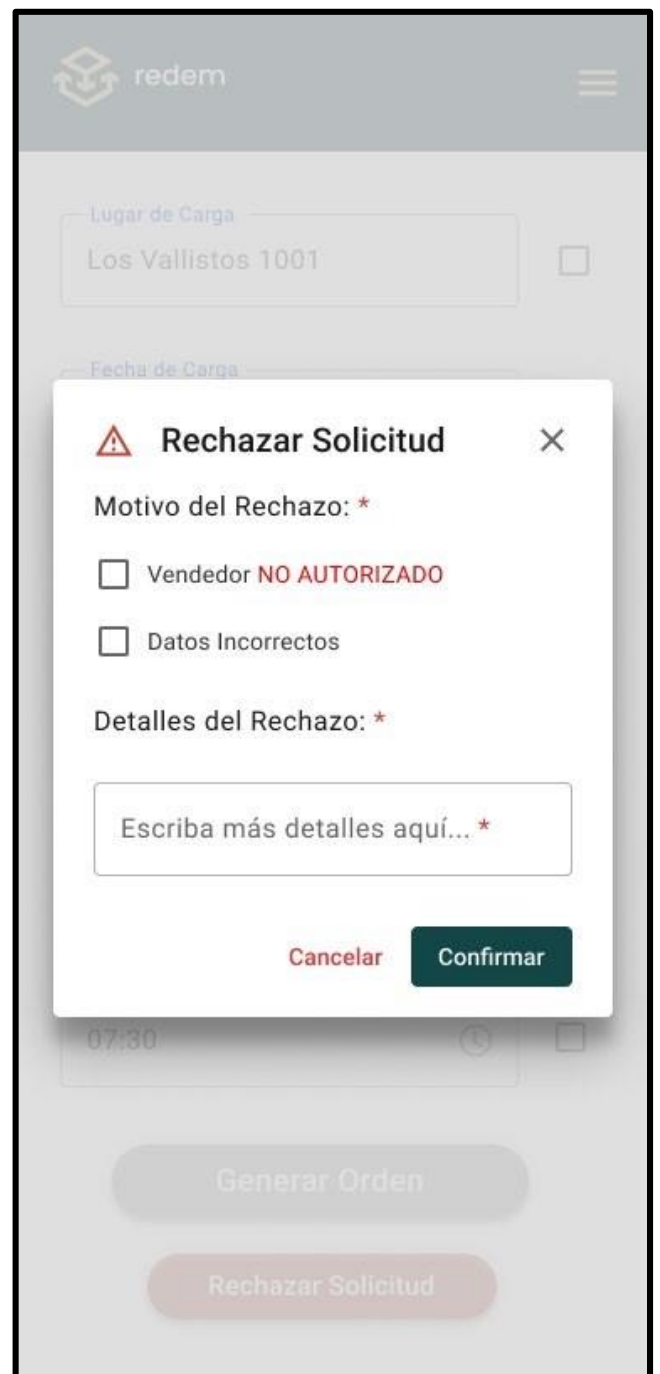 redem
Lugar de Carga
Los Vallistos 1001
Fecha de Carga
Rechazar Solicitud
Motivo del Rechazo: *
Vendedor NO AUTORIZADO
Datos Incorrectos
Detalles del Rechazo: *
Escriba más detalles aquí... *
Cancelar
Confirmar
07:30
Generar Orden
Rechazar Solicitud